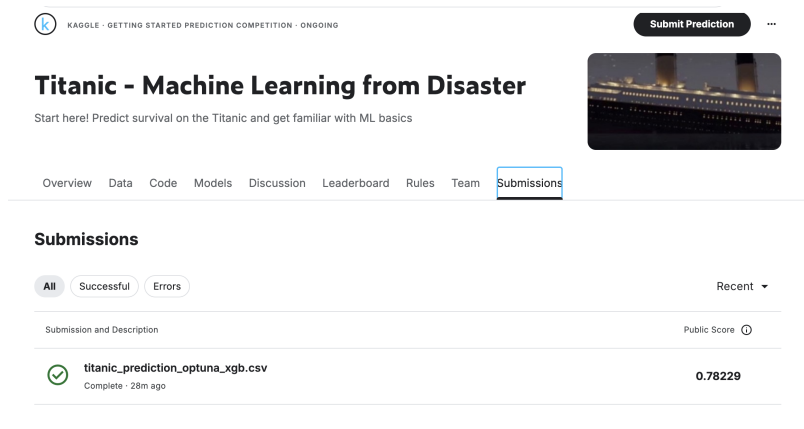 k
KAGGLE · GETTING STARTED PREDICTION COMPETITION · ONGOING
Submit Prediction
Titanic - Machine Learning from Disaster
Start here! Predict survival on the Titanic and get familiar with ML basics
Overview Data Code Models Discussion Leaderboard Rules Team Submissions
Submissions
All Successful Errors Recent
Submission and Description Public Score
titanic_prediction_optuna_xgb.csv
Complete · 28m ago
0.78229